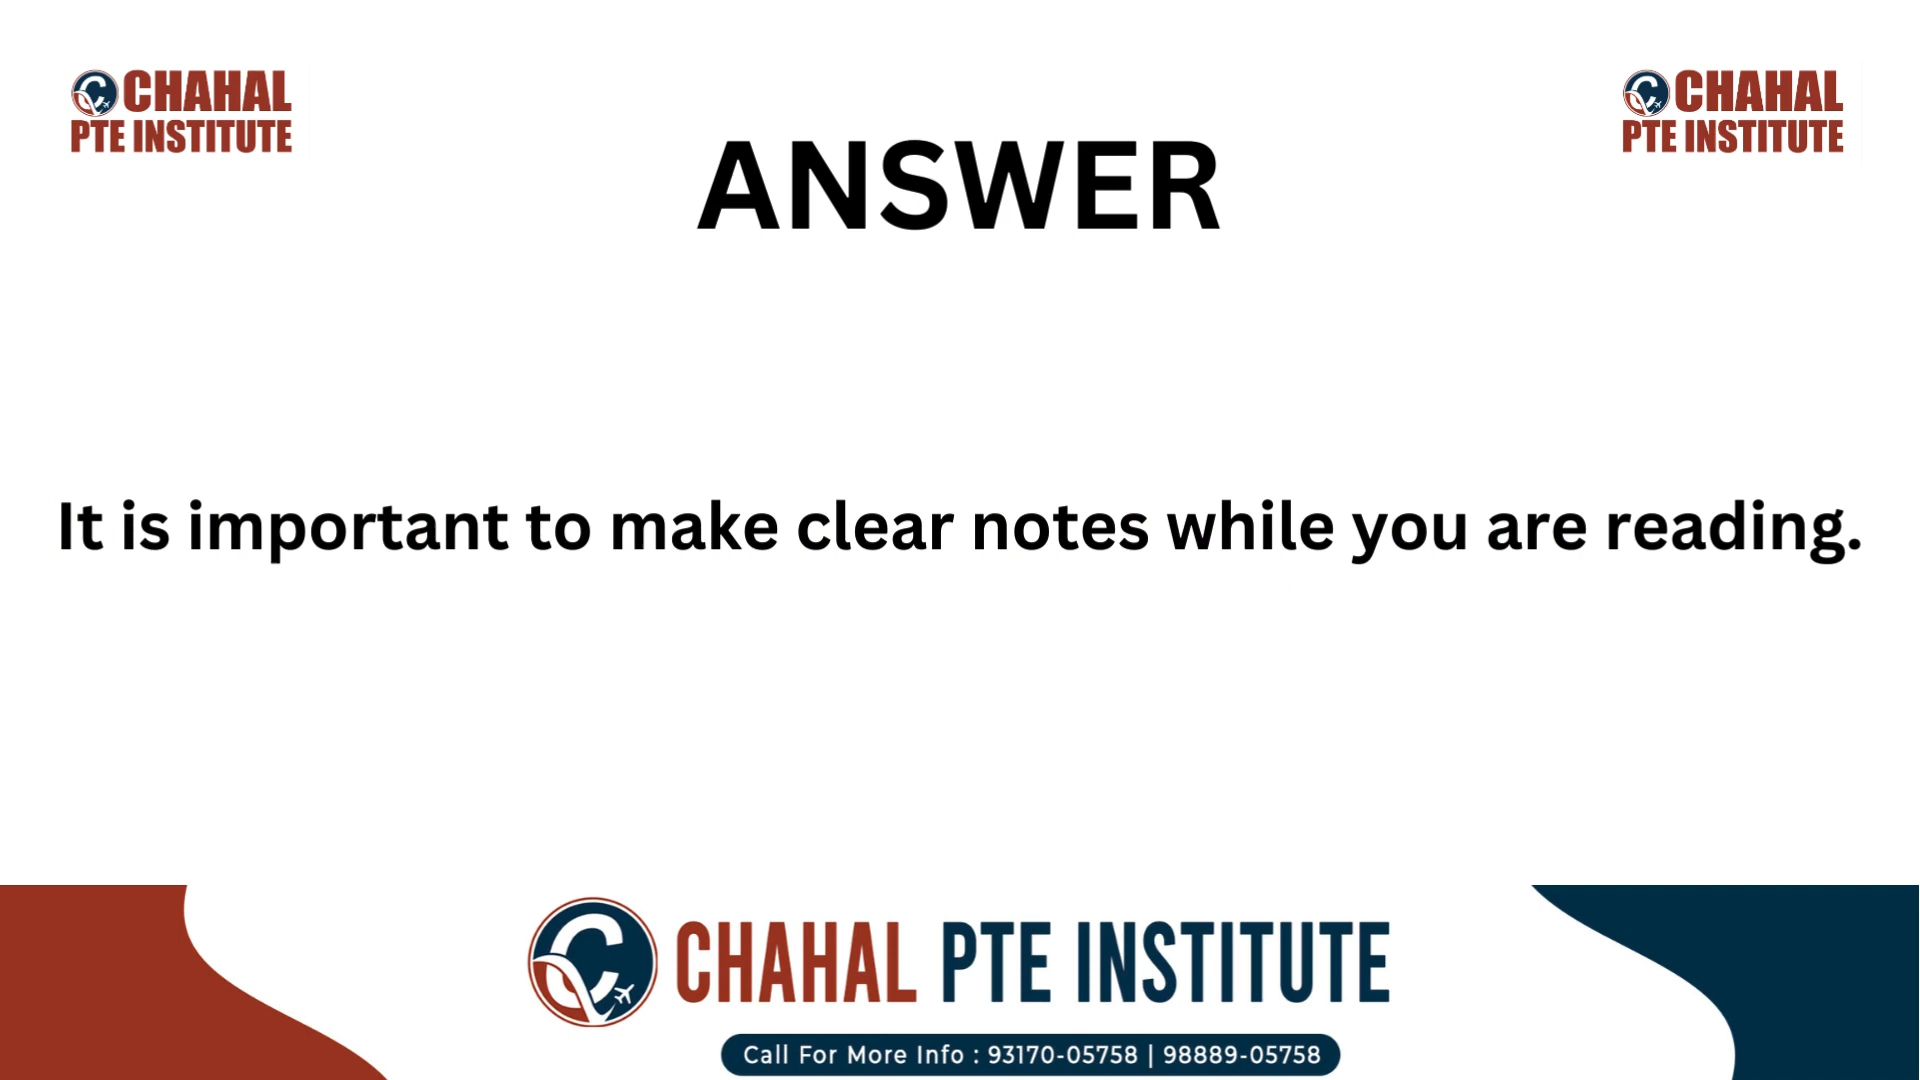 CHAHAL
PTE INSTITUTE
CHAHAL
PTE INSTITUTE
ANSWER
It is important to make clear notes while you are reading.
CHAHAL PTE INSTITUTE
Call For More Info : 93170-05758 | 98889-05758